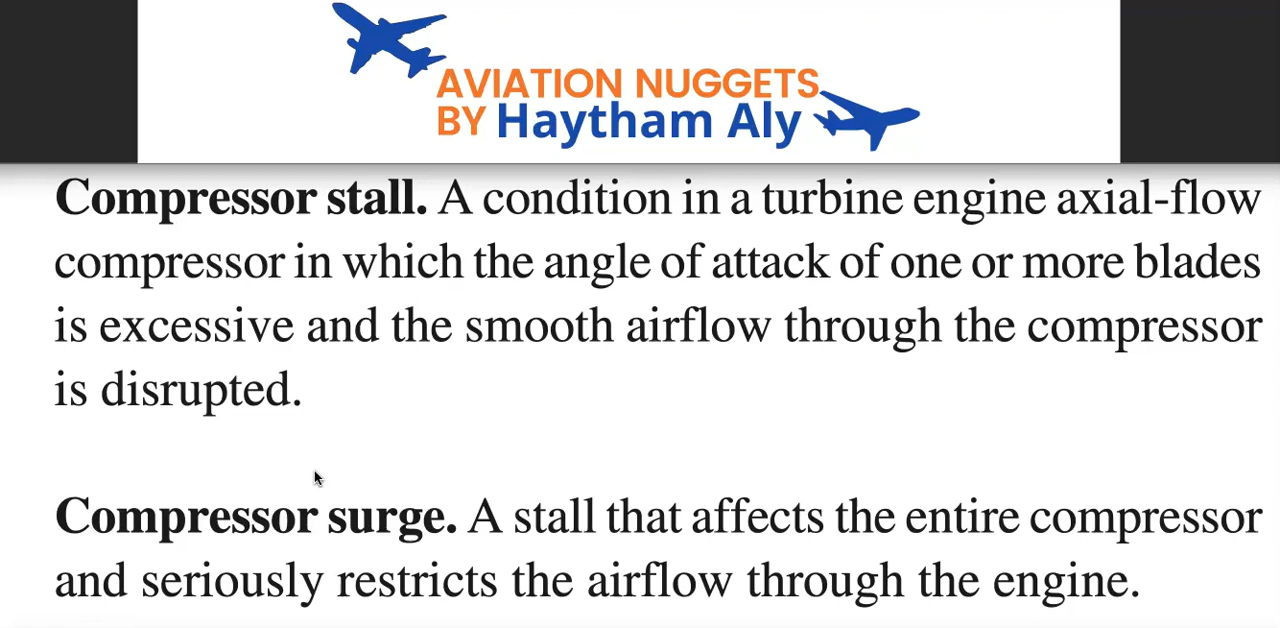 AVIATION NUGGETS
BY Haytham Aly
Compressor stall. A condition in a turbine engine axial-flow
compressor in which the angle of attack of one or more blades
is excessive and the smooth airflow through the compressor
is disrupted.
Compressor surge. A stall that affects the entire compressor
and seriously restricts the airflow through the engine.